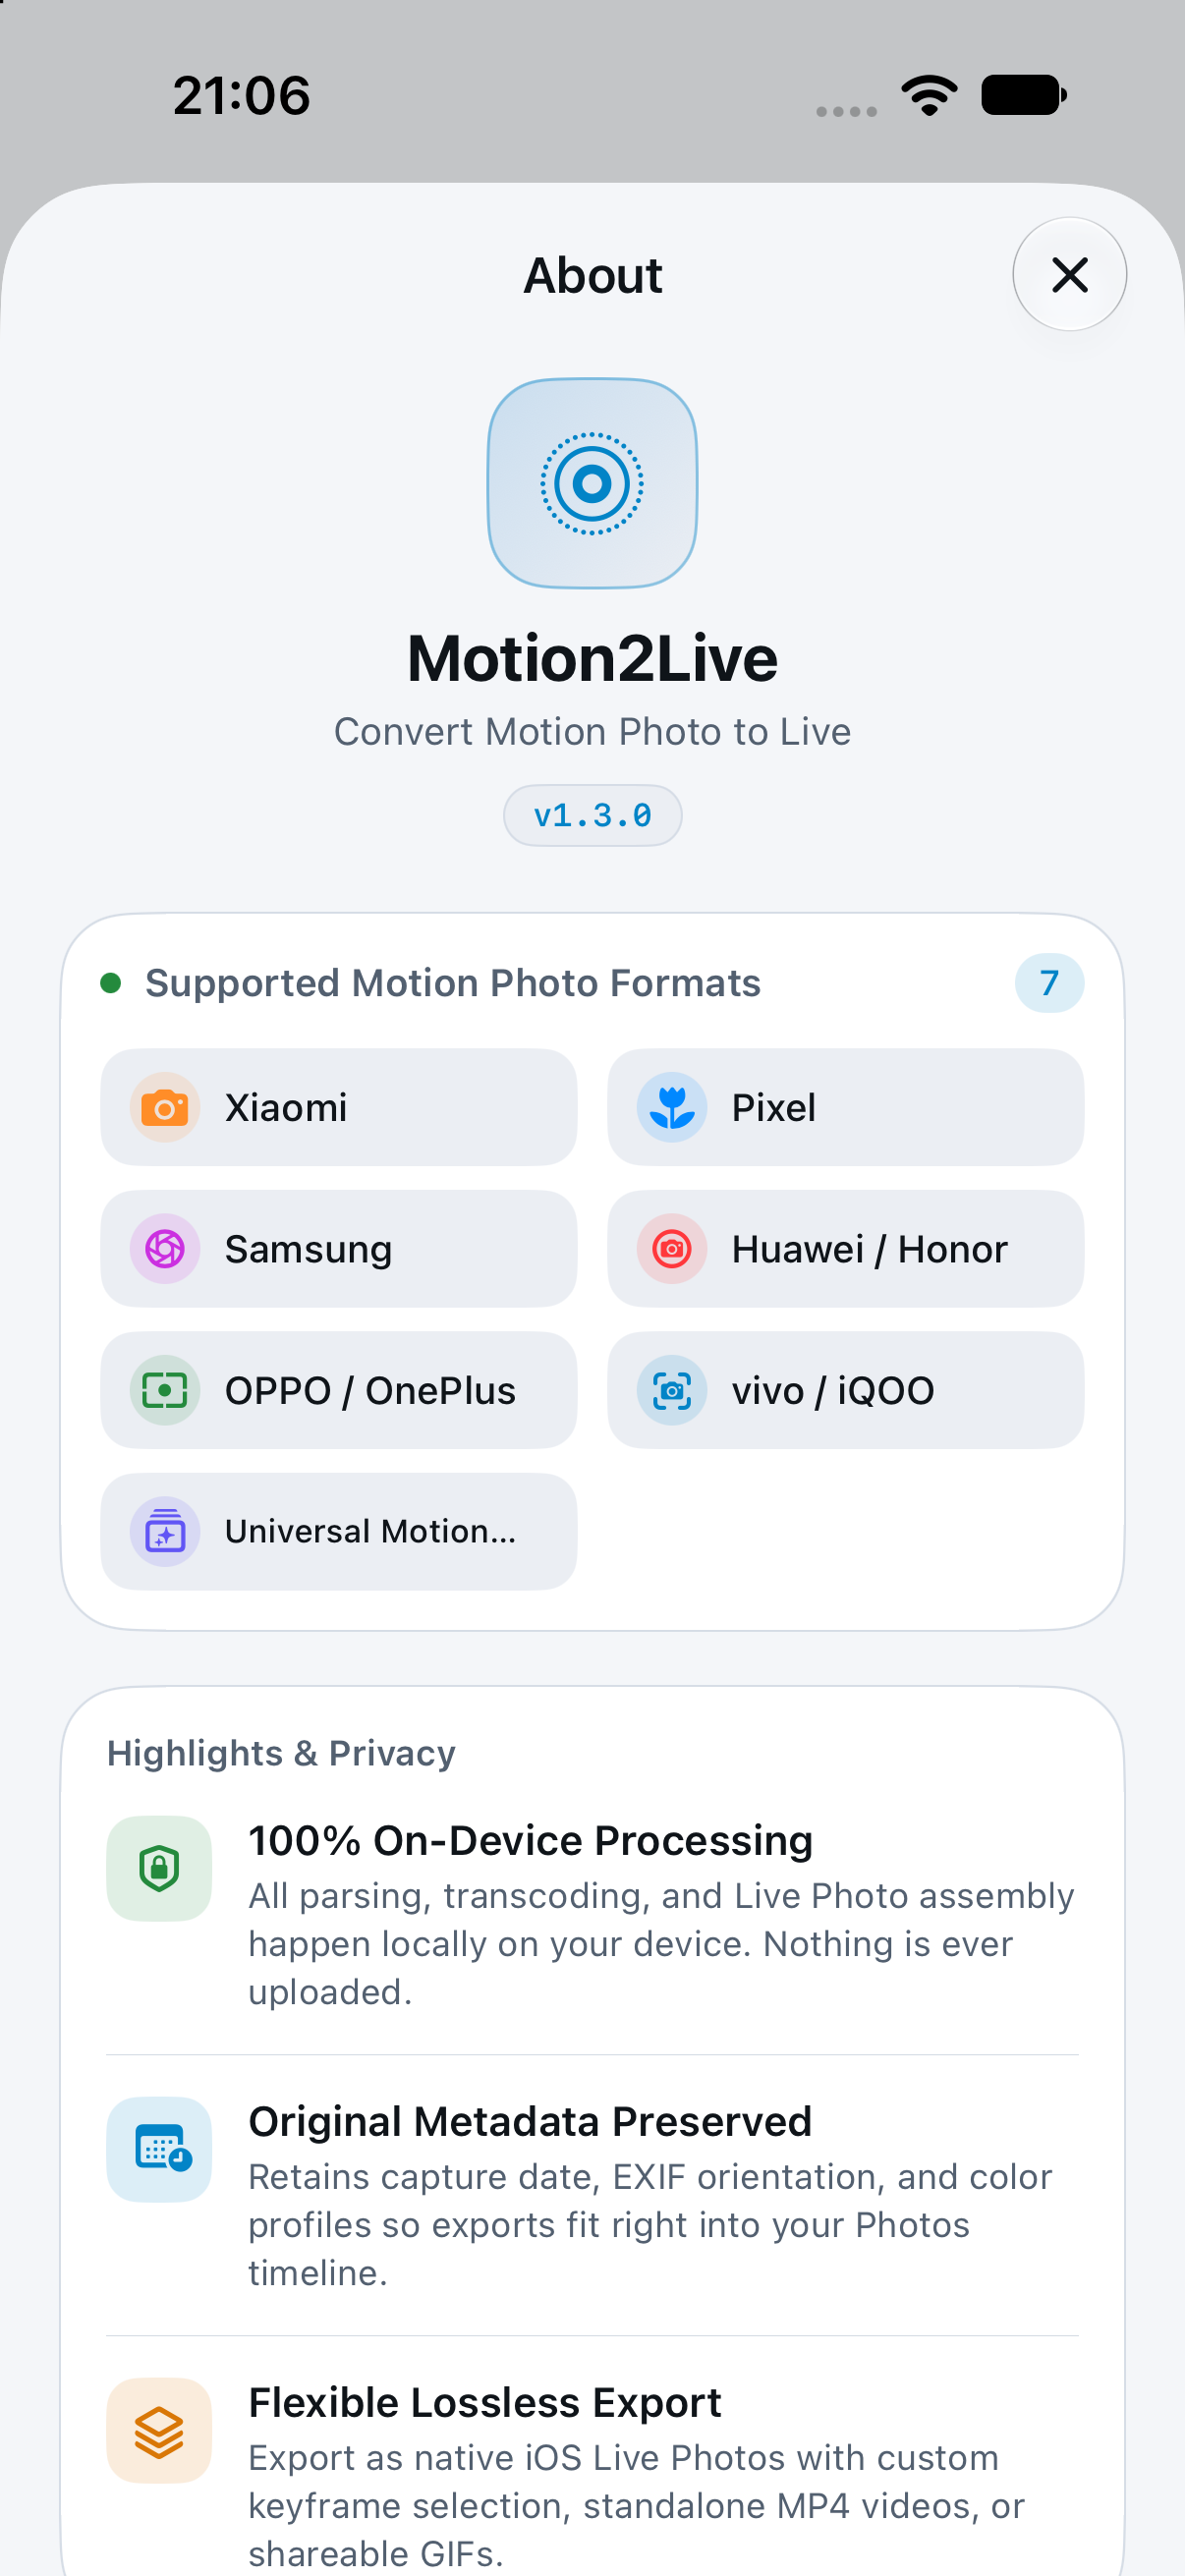 21:06
About
Motion2Live
Convert Motion Photo to Live
v1.3.0
Supported Motion Photo Formats
7
Xiaomi
Pixel
Samsung
Huawei / Honor
OPPO / OnePlus
vivo / iQOO
Universal Motion...
Highlights & Privacy
100% On-Device Processing
All parsing, transcoding, and Live Photo assembly
happen locally on your device. Nothing is ever
uploaded.
Original Metadata Preserved
Retains capture date, EXIF orientation, and color
profiles so exports fit right into your Photos
timeline.
Flexible Lossless Export
Export as native iOS Live Photos with custom
keyframe selection, standalone MP4 videos, or
shareable GIFs.